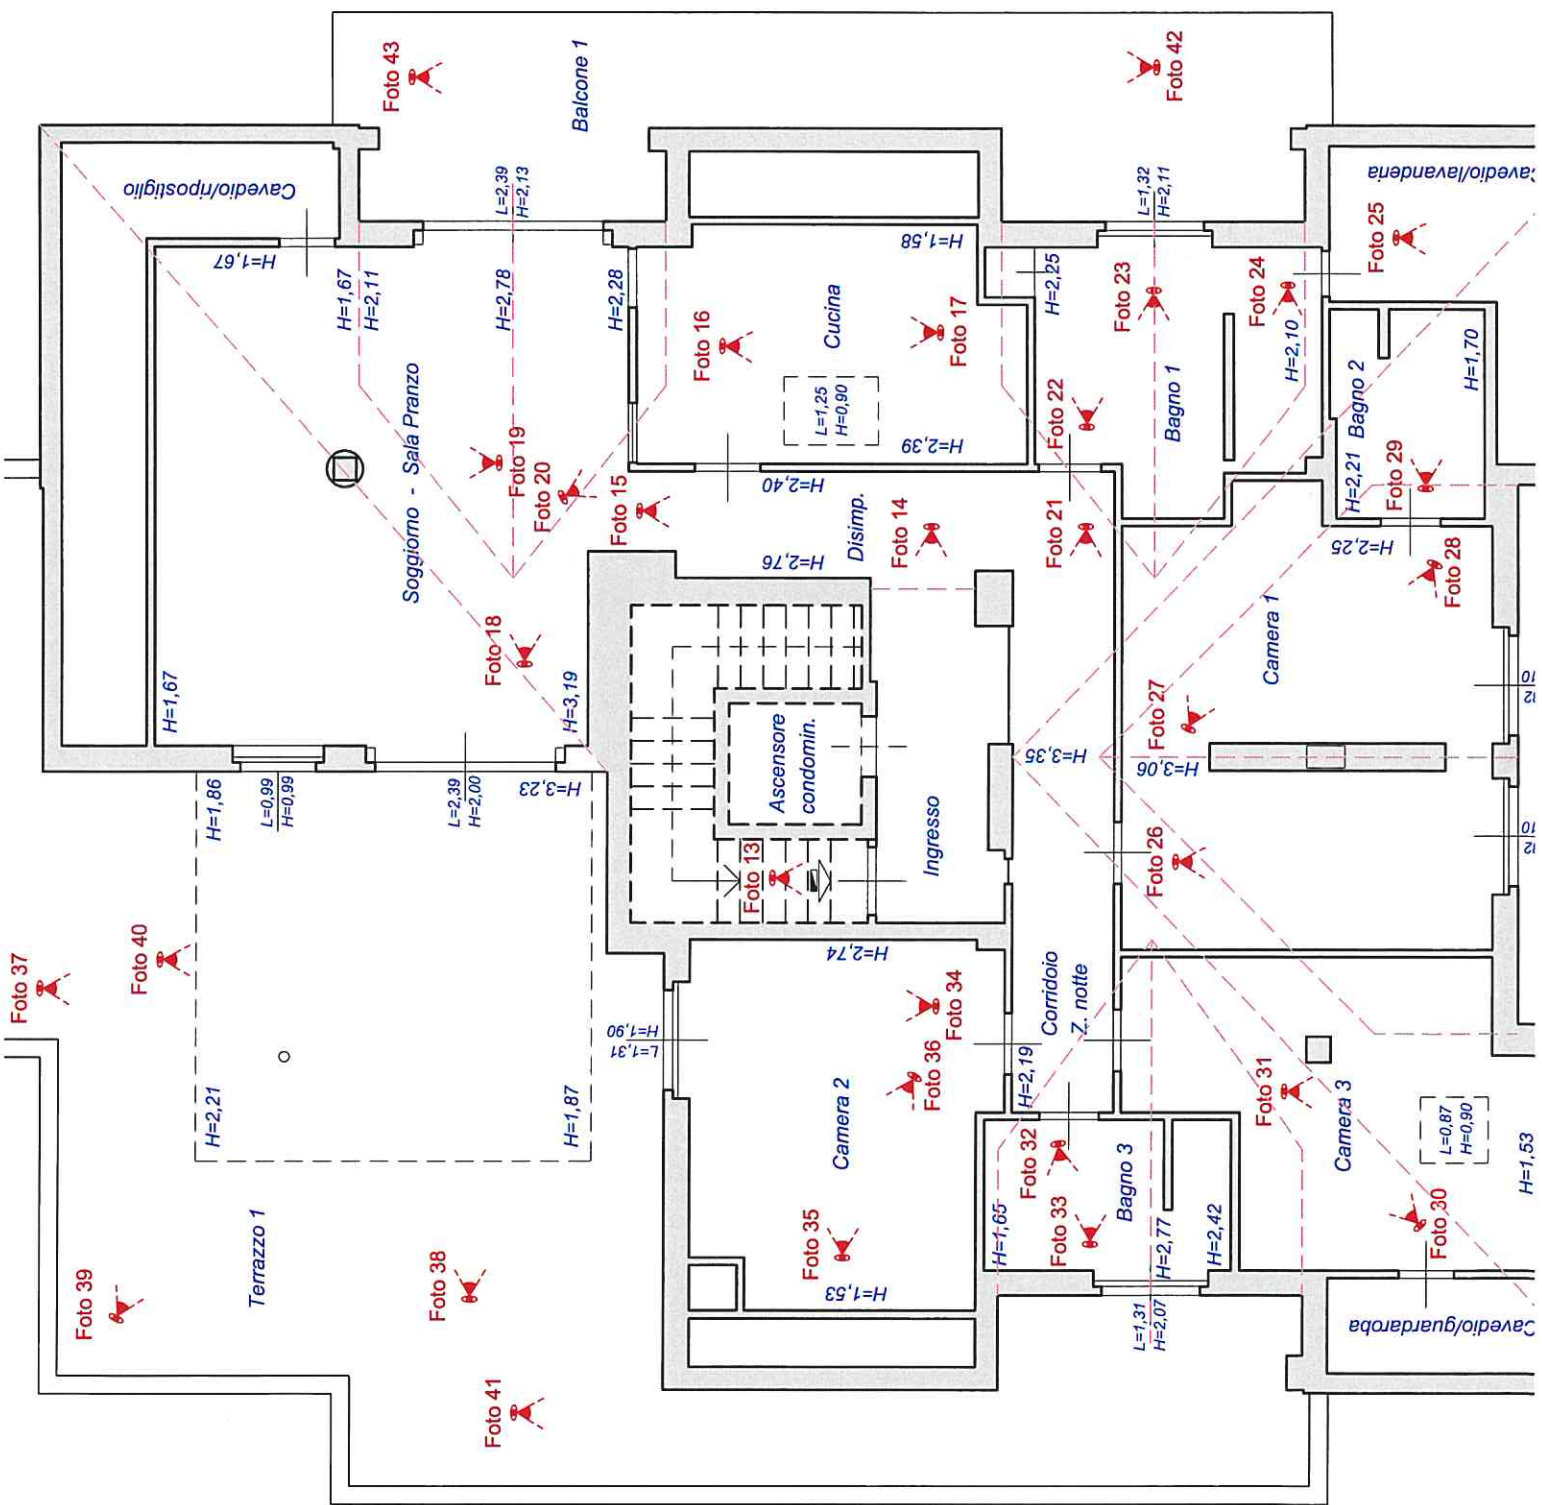 Foto 43
Balcone 1
Foto 42
Cavedio/ripostiglio
L=2,39
H=2,13
L=1,32
H=2,11
Cavedio/lavanderia
Foto 25
H=1,67
H=1,67
H=2,11
H=2,78
H=2,28
H=1,58
H=2,25
Foto 23
Foto 24
H=2,10
Soggiorno - Sala Pranzo
Foto 16
Cucina
Foto 17
L=1,25
H=0,90
H=2,39
Foto 22
Bagno 1
Bagno 2
H=2,21
H=1,70
Foto 19
Foto 20
Foto 15
H=2,40
Foto 14
Foto 21
Foto 29
Disimp.
H=2,76
H=2,25
Foto 28
Foto 18
H=1,67
H=3,19
Camera 1
Foto 27
Ascensore
condomin.
H=3,35
H=3,06
H=1,86
L=0,99
H=0,99
L=2,39
H=2,00
H=3,23
Ingresso
Foto 13
Foto 26
10
12
10
12
Foto 37
Foto 40
H=2,74
L=1,31
H=1,90
Foto 34
Foto 36
Corridoio
Z. notte
H=2,19
H=2,21
H=1,87
Camera 2
Foto 31
Camera 3
L=0,87
H=0,90
H=1,53
Foto 32
Foto 33
Bagno 3
H=1,65
H=2,77
H=2,42
Foto 30
Foto 35
H=1,53
Terrazzo 1
Foto 39
Foto 38
Foto 41
L=1,31
H=2,07
Cavedio/guardaroba